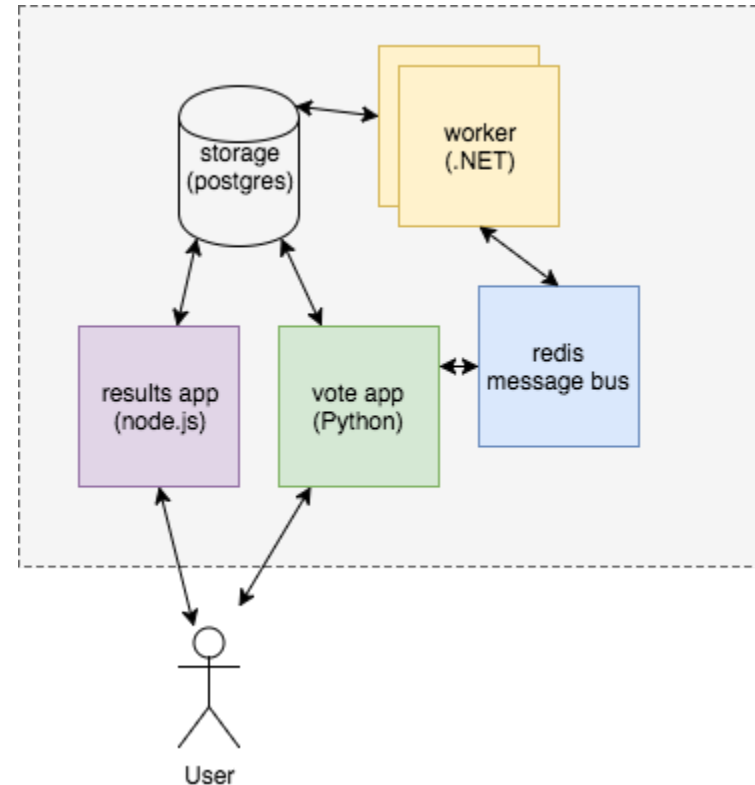 worker
(.NET)
storage
(postgres)
redis
message bus
results app
(node.js)
vote app
(Python)
User